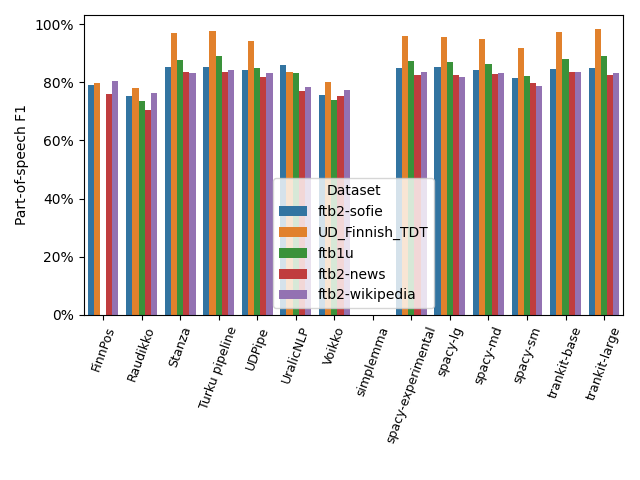 Part-of-speech F1
100%
80%
60%
40%
20%
0%
Dataset
ftb2-sofie
UD_Finnish_TDT
ftb1u
ftb2-news
ftb2-wikipedia
FinnPos
Raudikko
Stanza
Turku pipeline
UDPipe
UralicNLP
Voikko
simplemma
spacy-experimental
spacy-lg
spacy-md
spacy-sm
trankit-base
trankit-large